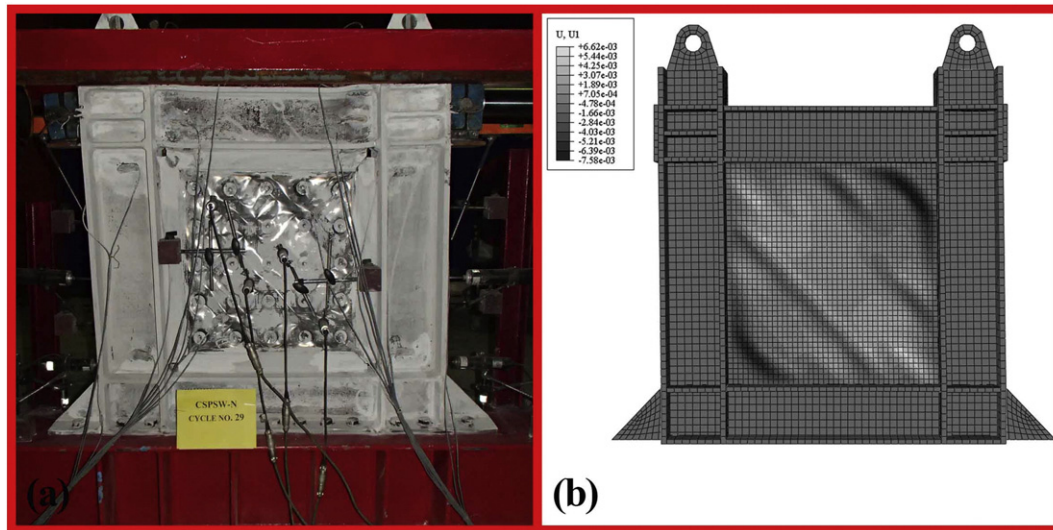 CSPSW-N
CYCLE NO. 29
(a)
U, U1
+6.62e-03
+5.44e-03
+4.25e-03
+3.07e-03
+1.89e-03
+7.05e-04
-4.78e-04
-1.66e-03
-2.84e-03
-4.03e-03
-5.21e-03
-6.39e-03
-7.58e-03
(b)